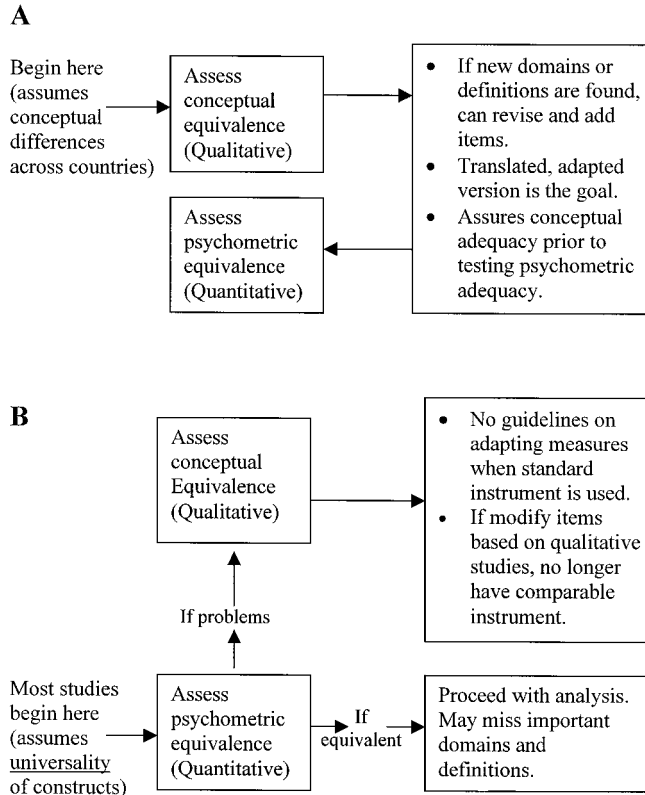 A
Begin here
(assumes
conceptual
differences
across countries)
Assess
conceptual
equivalence
(Qualitative)
• If new domains or
definitions are found,
can revise and add
items.
• Translated, adapted
version is the goal.
• Assures conceptual
adequacy prior to
testing psychometric
adequacy.
Assess
psychometric
equivalence
(Quantitative)
B
Assess
conceptual
Equivalence
(Qualitative)
• No guidelines on
adapting measures
when standard
instrument is used.
• If modify items
based on qualitative
studies, no longer
have comparable
instrument.
If problems
Most studies
begin here
(assumes
universality
of constructs)
Assess
psychometric
equivalence
(Quantitative)
If
equivalent
Proceed with analysis.
May miss important
domains and
definitions.